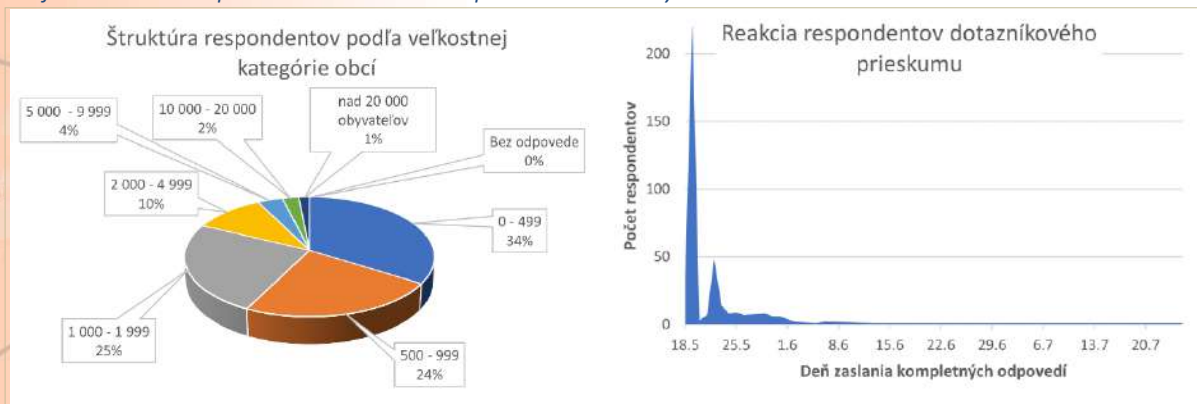 Štruktúra respondentov podľa veľkostnej
kategórie obcí
5 000 - 9 999
4%
10 000 - 20 000
2%
nad 20 000
obyvateľov
1%
Bez odpovede
0%
2 000 - 4 999
10%
0 - 499
34%
1 000 - 1 999
25%
500 - 999
24%
Reakcia respondentov dotazníkového
prieskumu
Počet respondentov
200
150
100
50
0
18.5 25.5 1.6 8.6 15.6 22.6 29.6 6.7 13.7 20.7
Deň zaslania kompletných odpovedí